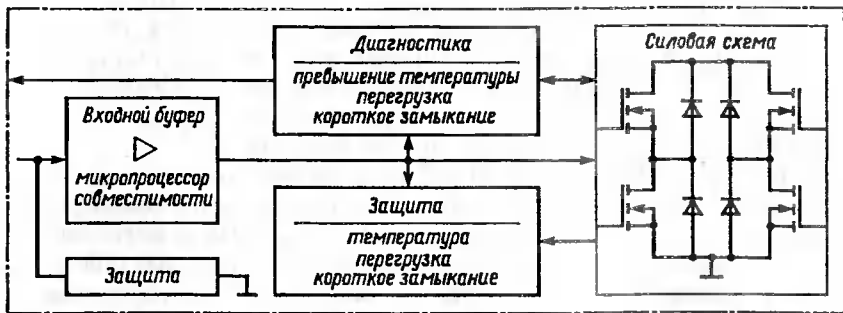 Диагностика
превышение температуры
перегрузка
короткое замыкание
Силовая схема
Входной буфер
микропроцессор
совместимости
Защита
температура
перегрузка
короткое замыкание
Защита